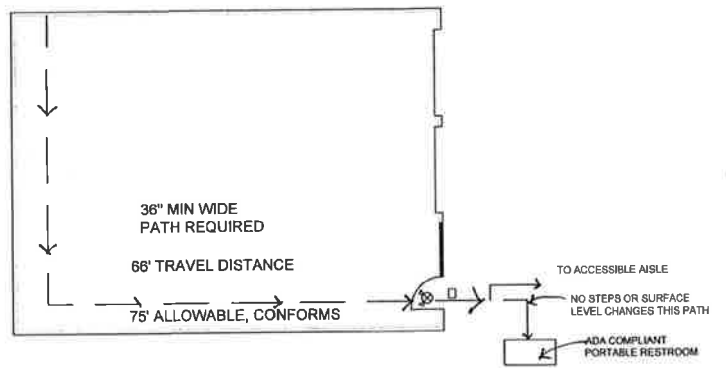 36" MIN WIDE
PATH REQUIRED
66' TRAVEL DISTANCE
75' ALLOWABLE, CONFORMS
TO ACCESSIBLE AISLE
NO STEPS OR SURFACE
LEVEL CHANGES THIS PATH
ADA COMPLIANT
PORTABLE RESTROOM